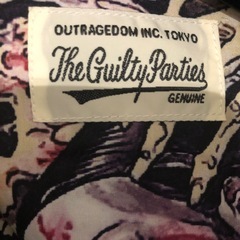 OUTRAGEDOM INC. TOKYO
The Guilty Parties
GENUINE